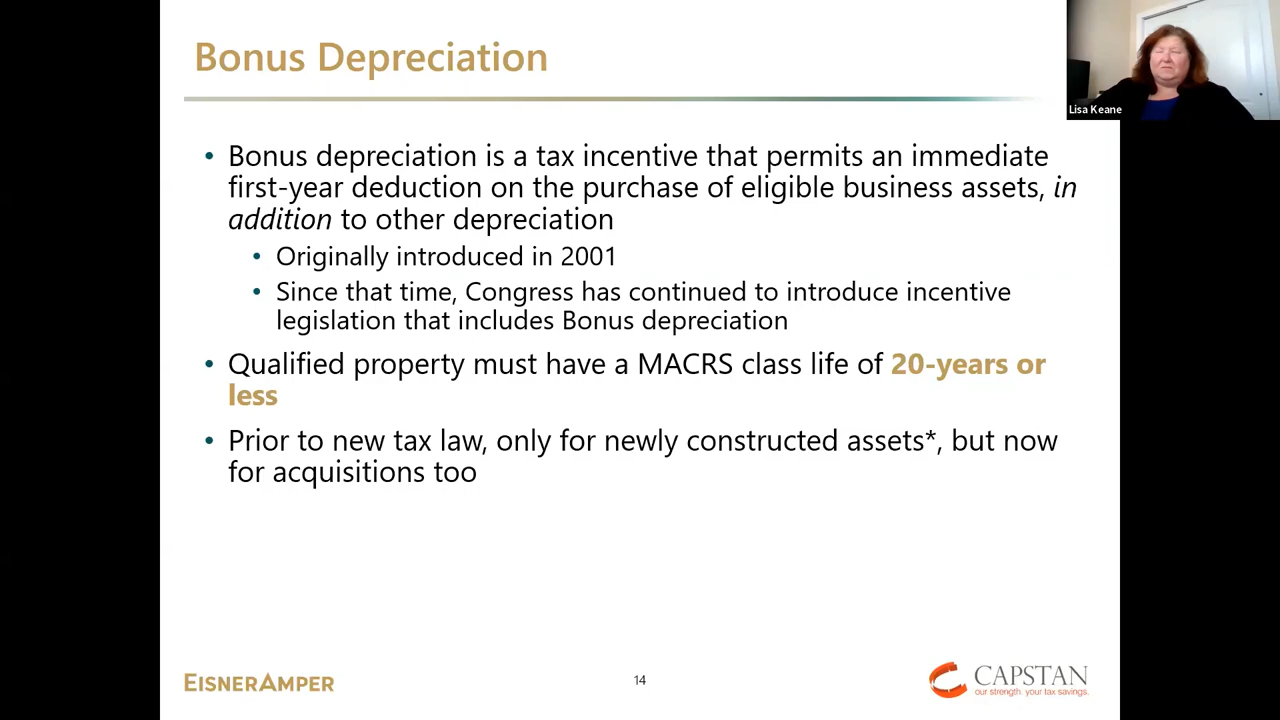 Bonus Depreciation
Lisa Keane
• Bonus depreciation is a tax incentive that permits an immediate
first-year deduction on the purchase of eligible business assets, in
addition to other depreciation
• Originally introduced in 2001
• Since that time, Congress has continued to introduce incentive
legislation that includes Bonus depreciation
• Qualified property must have a MACRS class life of 20-years or
less
• Prior to new tax law, only for newly constructed assets*, but now
for acquisitions too
EISNERAMPER
14
CAPSTAN
our strength. your tax savings.